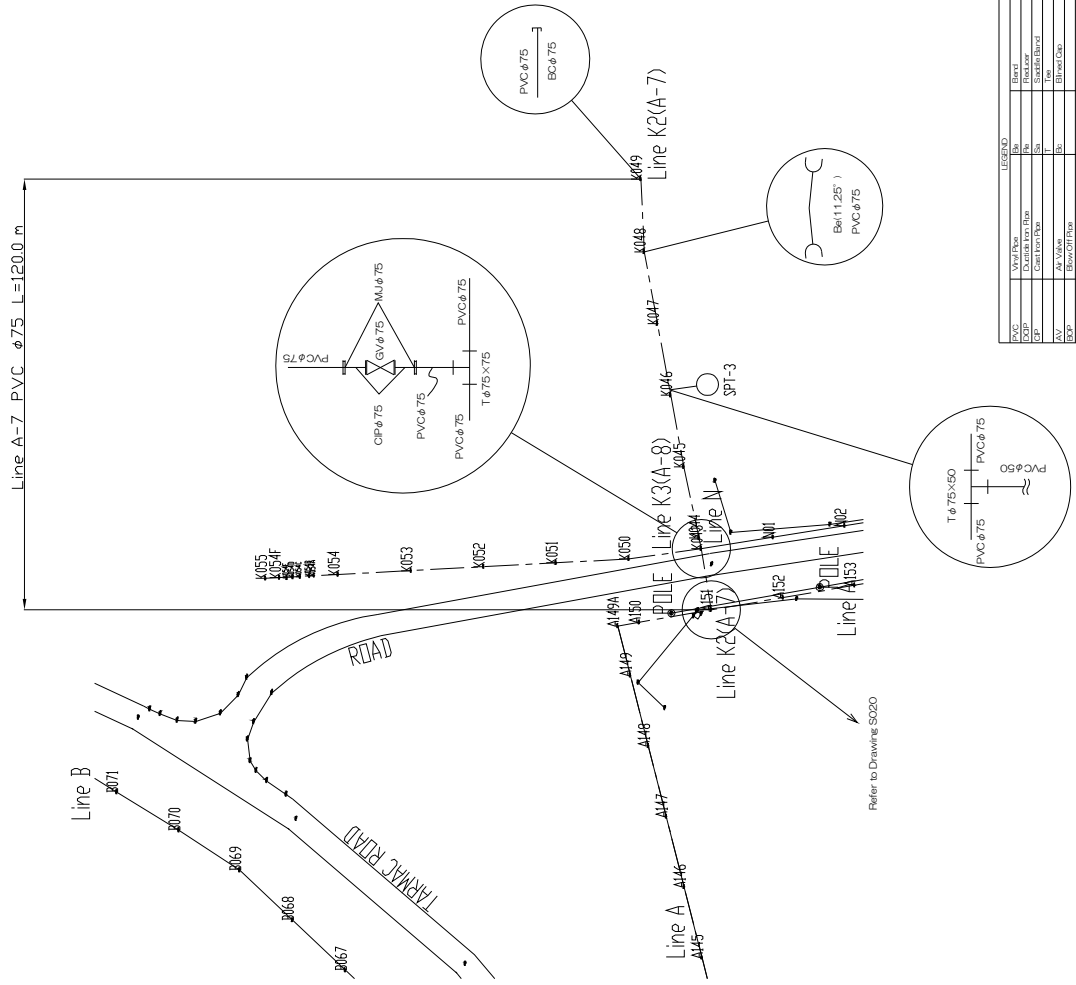 Line A-7 PVC φ75 L=120.0 m
PVCφ75
BCφ75
K049
Line K2(A-7)
K048
Be(11.25°)
PVCφ75
K047
K046
SPT-3
K045
PVCφ75
MJφ75
GVφ75
CIPφ75
PVCφ75
PVCφ75
PVCφ75
Tφ75×75
Tφ75×50
PVCφ75
PVCφ75
PVCφ50
Line K3(A-8)
Line N
N01
N02
K055
K054F
K054
K053
K052
K051
K050
POLE
POLE
A149A
A150
A151
A152
A153
Line A
Line K2(A-7)
ROAD
TARMAC ROAD
Line B
B071
B070
B069
B068
B067
A149
A148
A147
A146
A145
Line A
Refer to Drawing S020
LEGEND
PVC Vinyl Pipe Be Bend
DCIP Ductile Iron Pipe Re Reducer
CIP Cast Iron Pipe Sa Saddle Band
T Tee
AV Air Valve Bc Blined Cap
BOP Blow Off Pipe